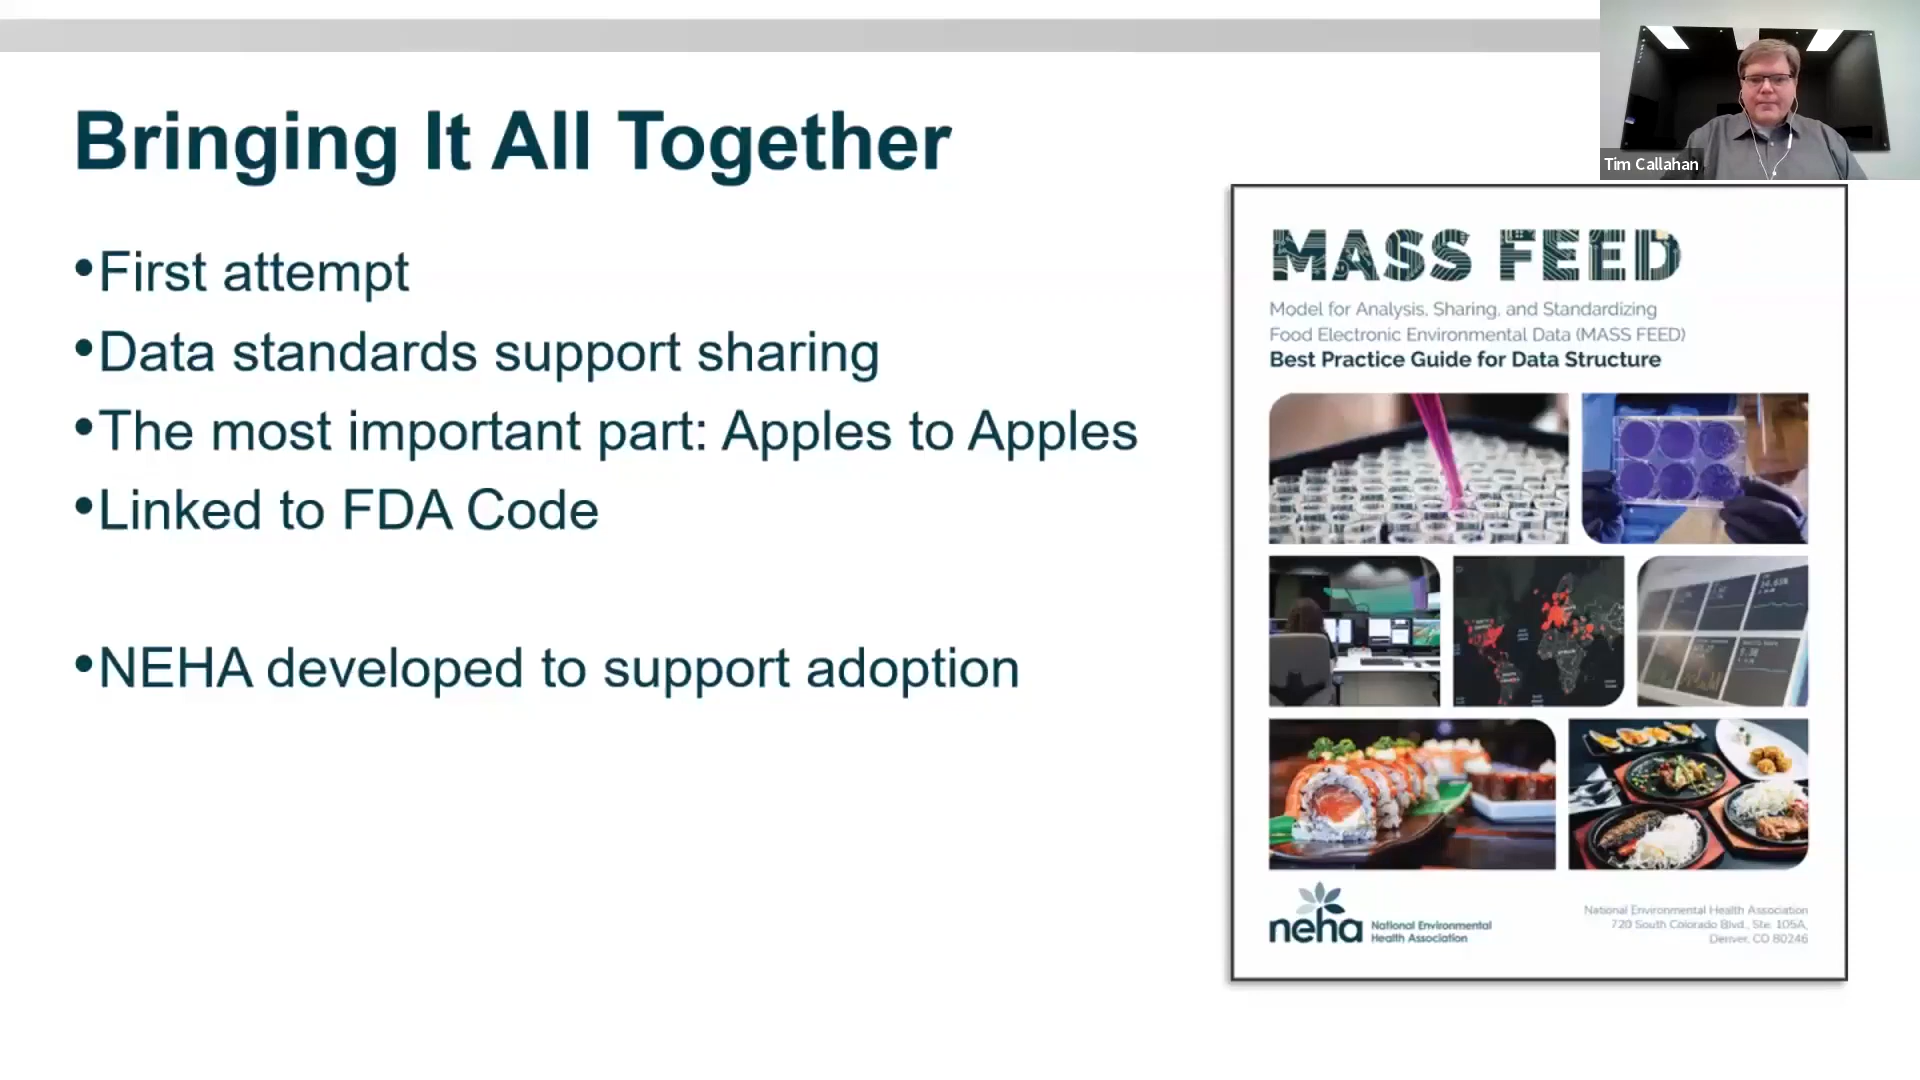 Bringing It All Together
•First attempt
•Data standards support sharing
•The most important part: Apples to Apples
•Linked to FDA Code
•NEHA developed to support adoption
Tim Callahan
MASS FEED
Model for Analysis, Sharing, and Standardizing
Food Electronic Environmental Data (MASS FEED)
Best Practice Guide for Data Structure
neha
National Environmental
Health Association
National Environmental Health Association
720 South Colorado Blvd., Ste. 105A,
Denver, CO 80246